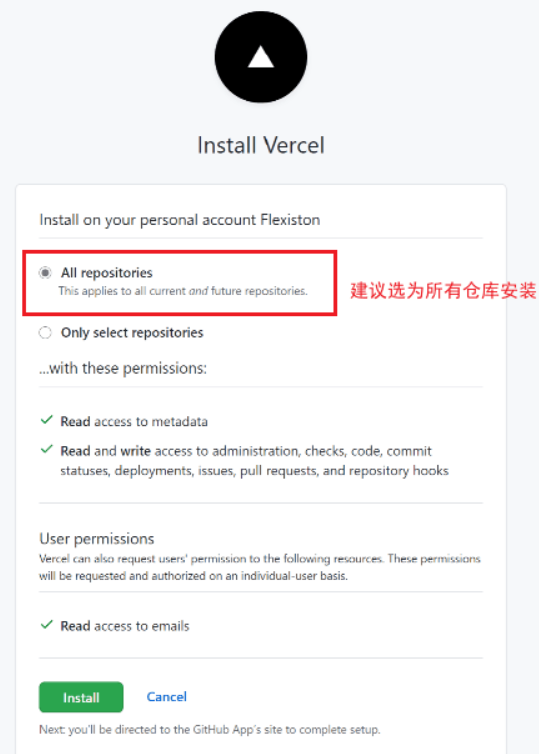 Install Vercel
Install on your personal account Flexiston
All repositories
This applies to all current and future repositories.
建议选为所有仓库安装
Only select repositories
...with these permissions:
Read access to metadata
Read and write access to administration, checks, code, commit
statuses, deployments, issues, pull requests, and repository hooks
User permissions
Vercel can also request users' permission to the following resources. These permissions
will be requested and authorized on an individual-user basis.
Read access to emails
Install Cancel
Next: you'll be directed to the GitHub App's site to complete setup.